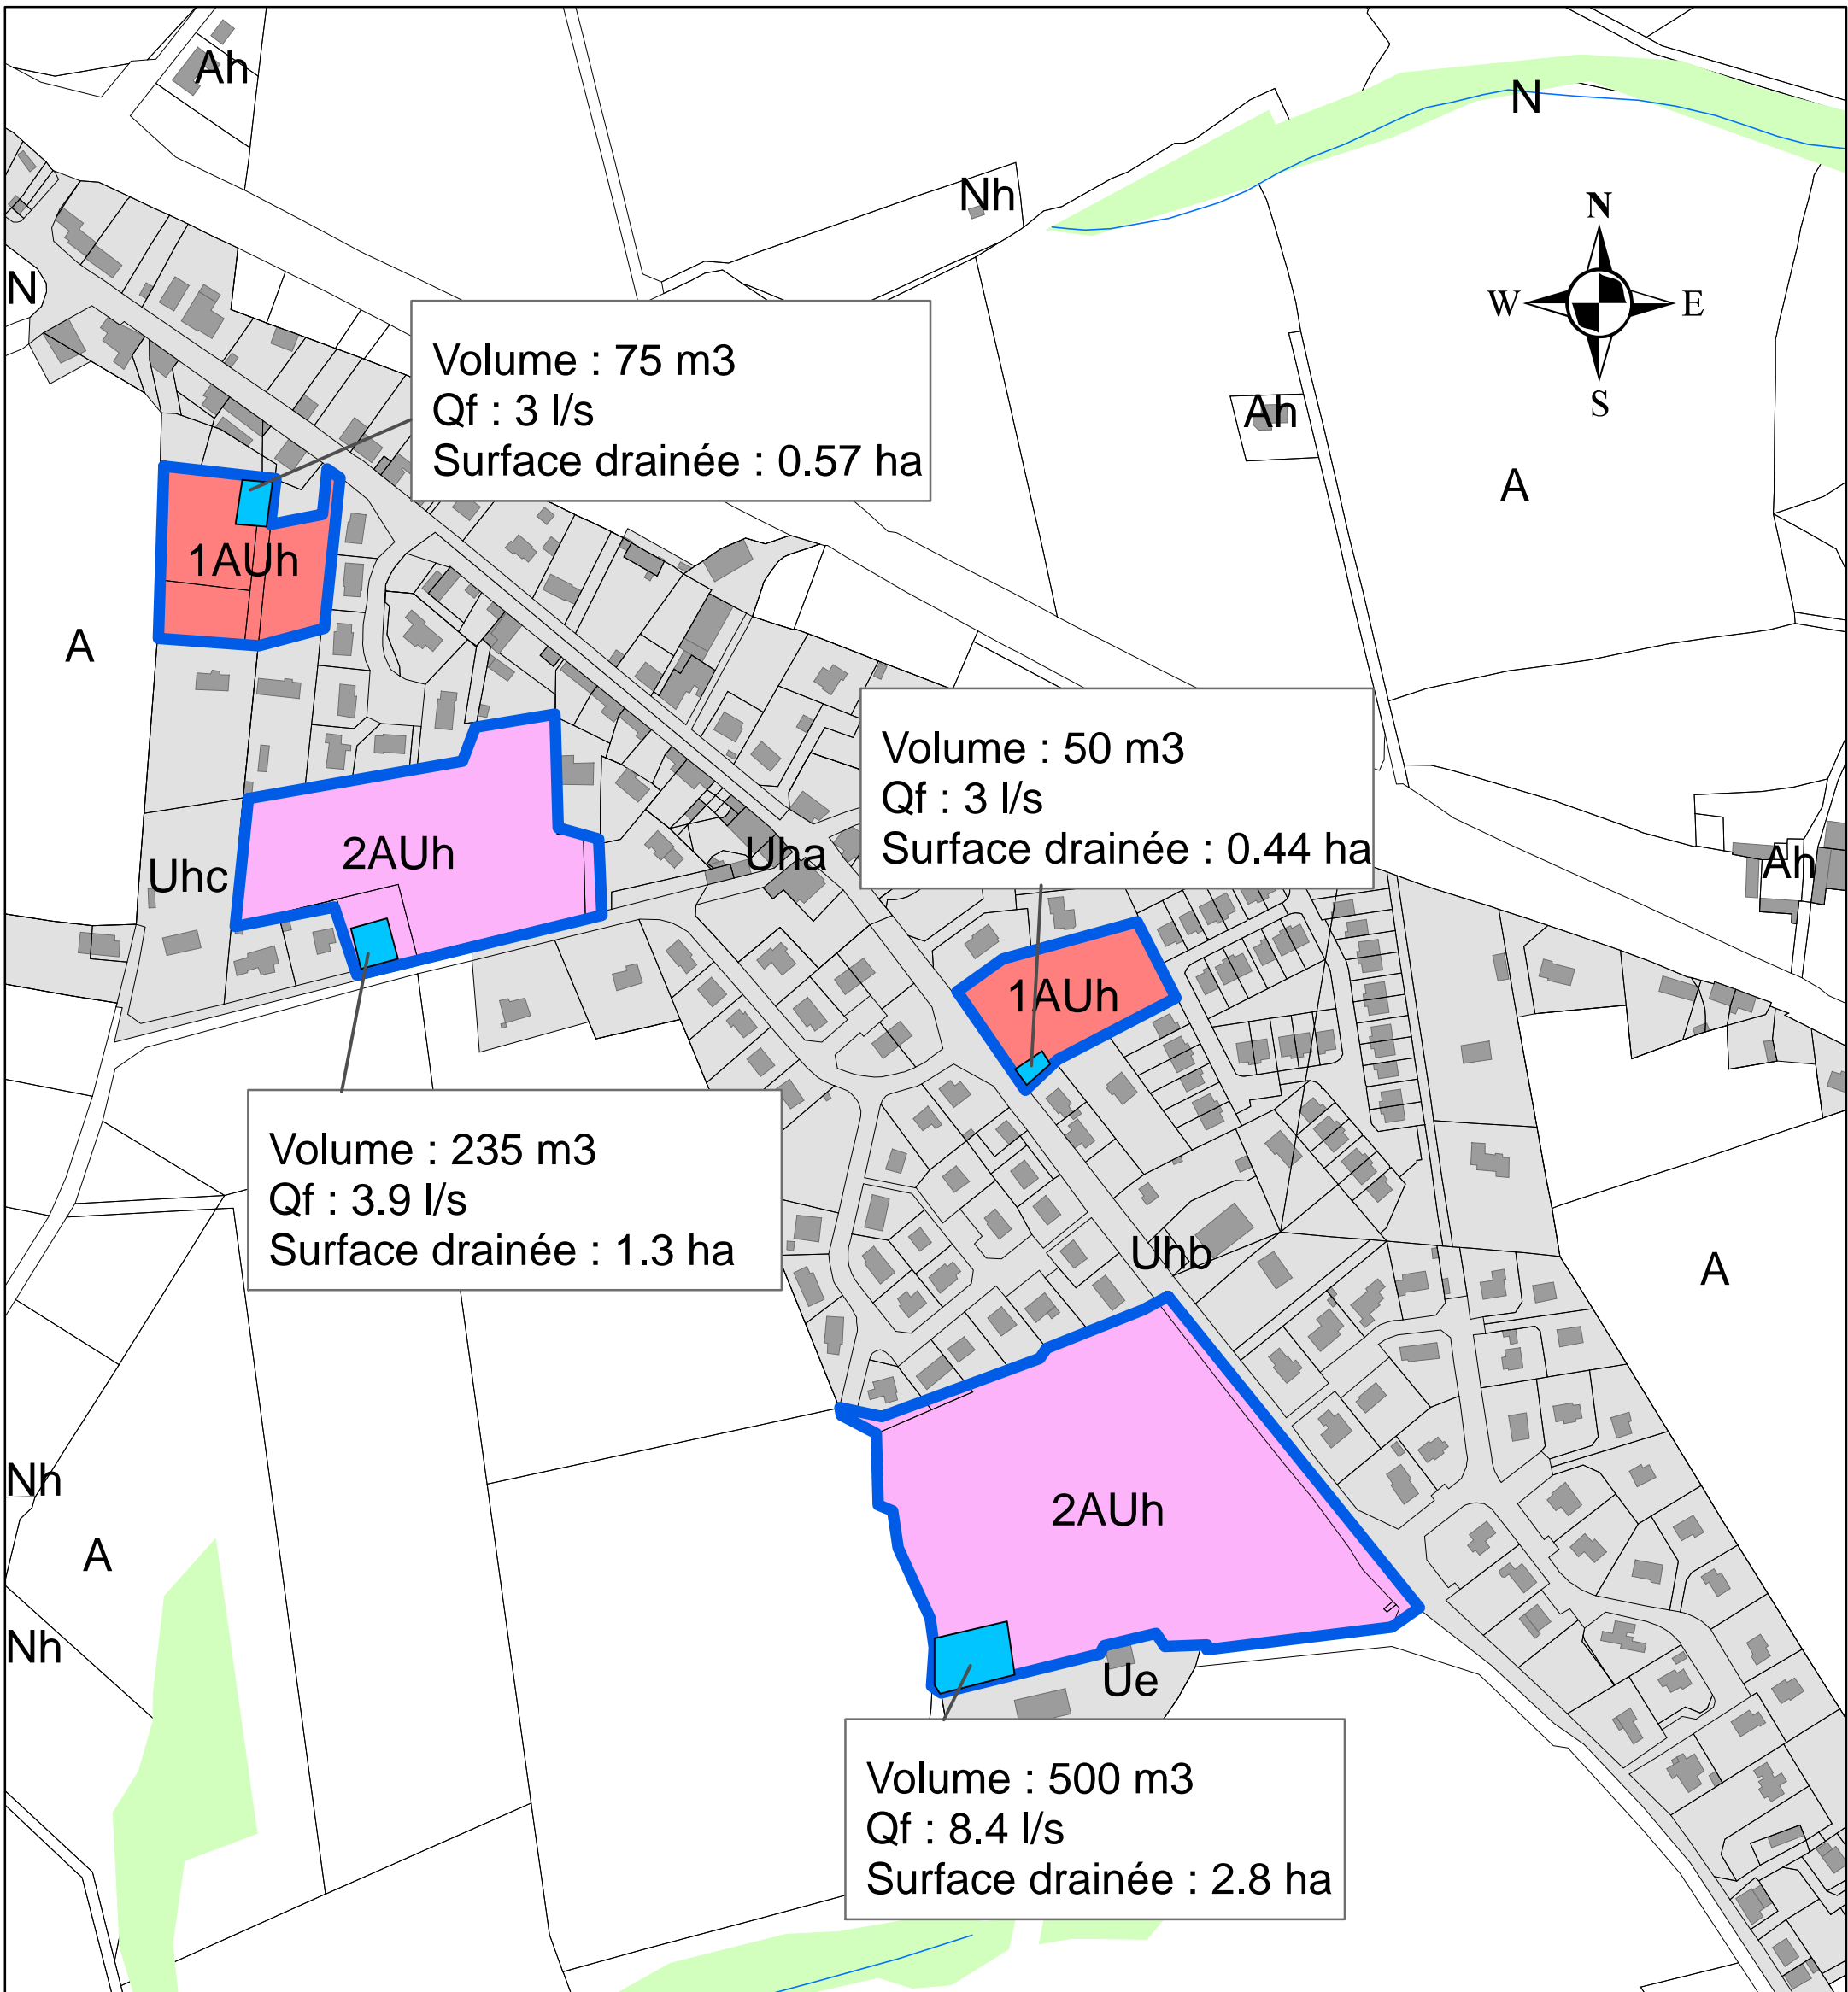 Ah
N
Nh
N
N
W
E
S
Volume : 75 m3
Qf : 3 l/s
Surface drainée : 0.57 ha
Ah
A
1AUh
A
Volume : 50 m3
Qf : 3 l/s
Surface drainée : 0.44 ha
2AUh
Uha
Uhc
Ah
1AUh
Volume : 235 m3
Qf : 3.9 l/s
Surface drainée : 1.3 ha
Uhb
A
Nh
2AUh
A
Nh
Ue
Volume : 500 m3
Qf : 8.4 l/s
Surface drainée : 2.8 ha